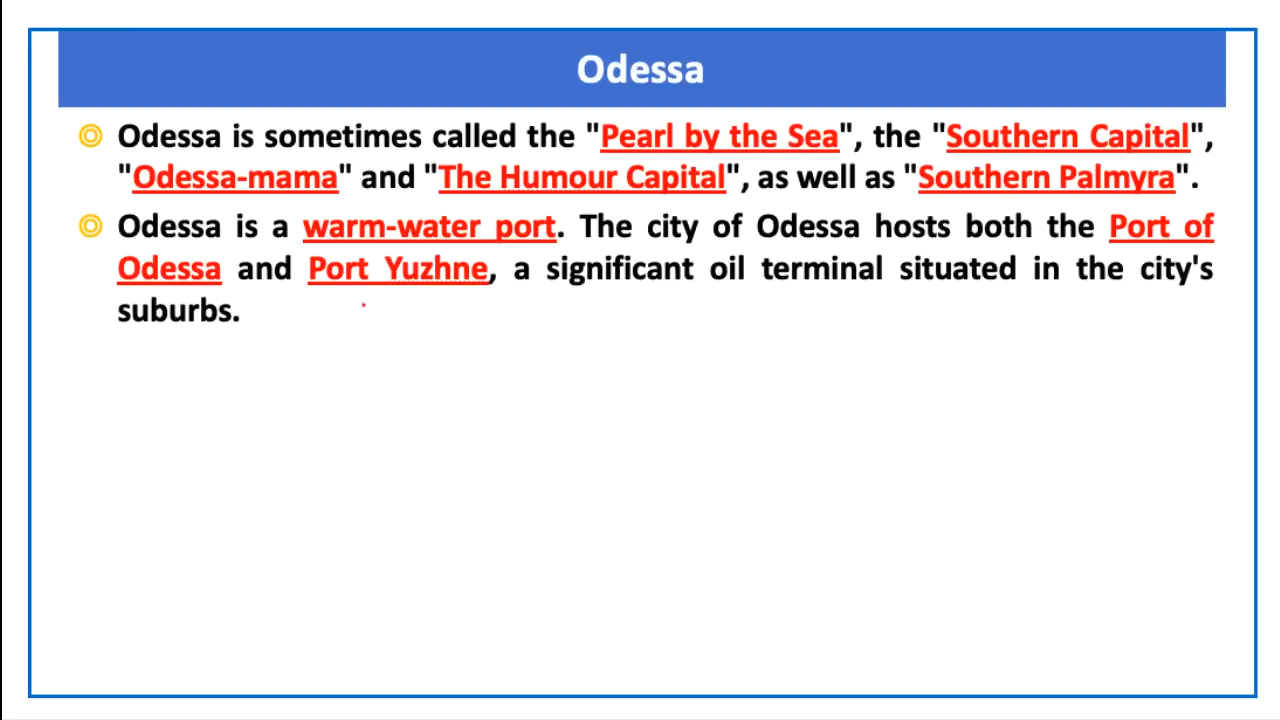 Odessa
Odessa is sometimes called the "Pearl by the Sea", the "Southern Capital",
"Odessa-mama" and "The Humour Capital", as well as "Southern Palmyra".
Odessa is a warm-water port. The city of Odessa hosts both the Port of
Odessa and Port Yuzhne, a significant oil terminal situated in the city's
suburbs.